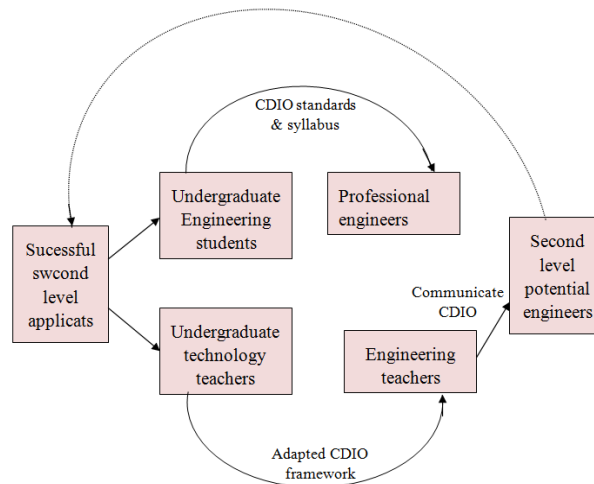 CDIO standards
& syllabus
Undergraduate
Engineering
students
Professional
engineers
Sucessful
swcond
level
applicats
Second
level
potential
engineers
Communicate
CDIO
Undergraduate
technology
teachers
Engineering
teachers
Adapted CDIO
framework